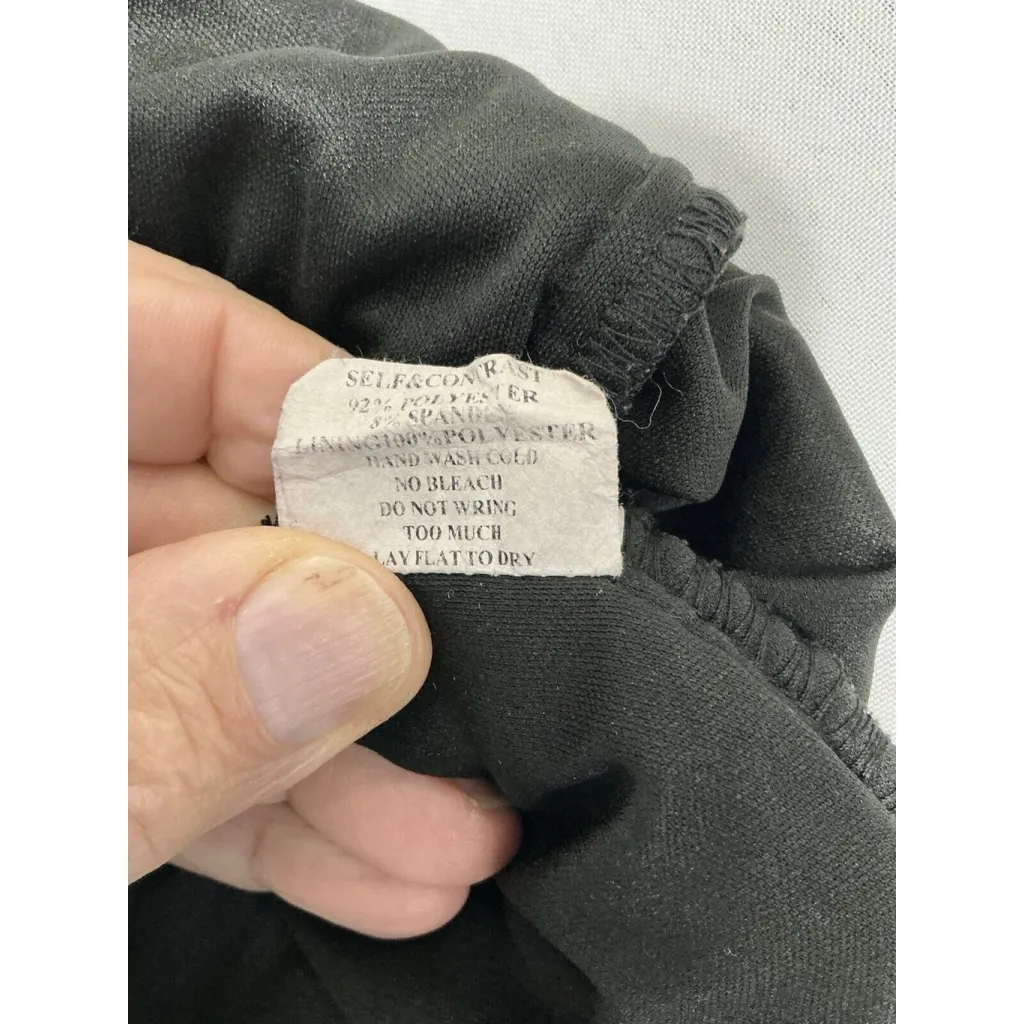 SELF&CONTRAST
92% POLYESTER
8% SPANDEX
LINING100%POLYESTER
HAND WASH COLD
NO BLEACH
DO NOT WRING
TOO MUCH
LAY FLAT TO DRY